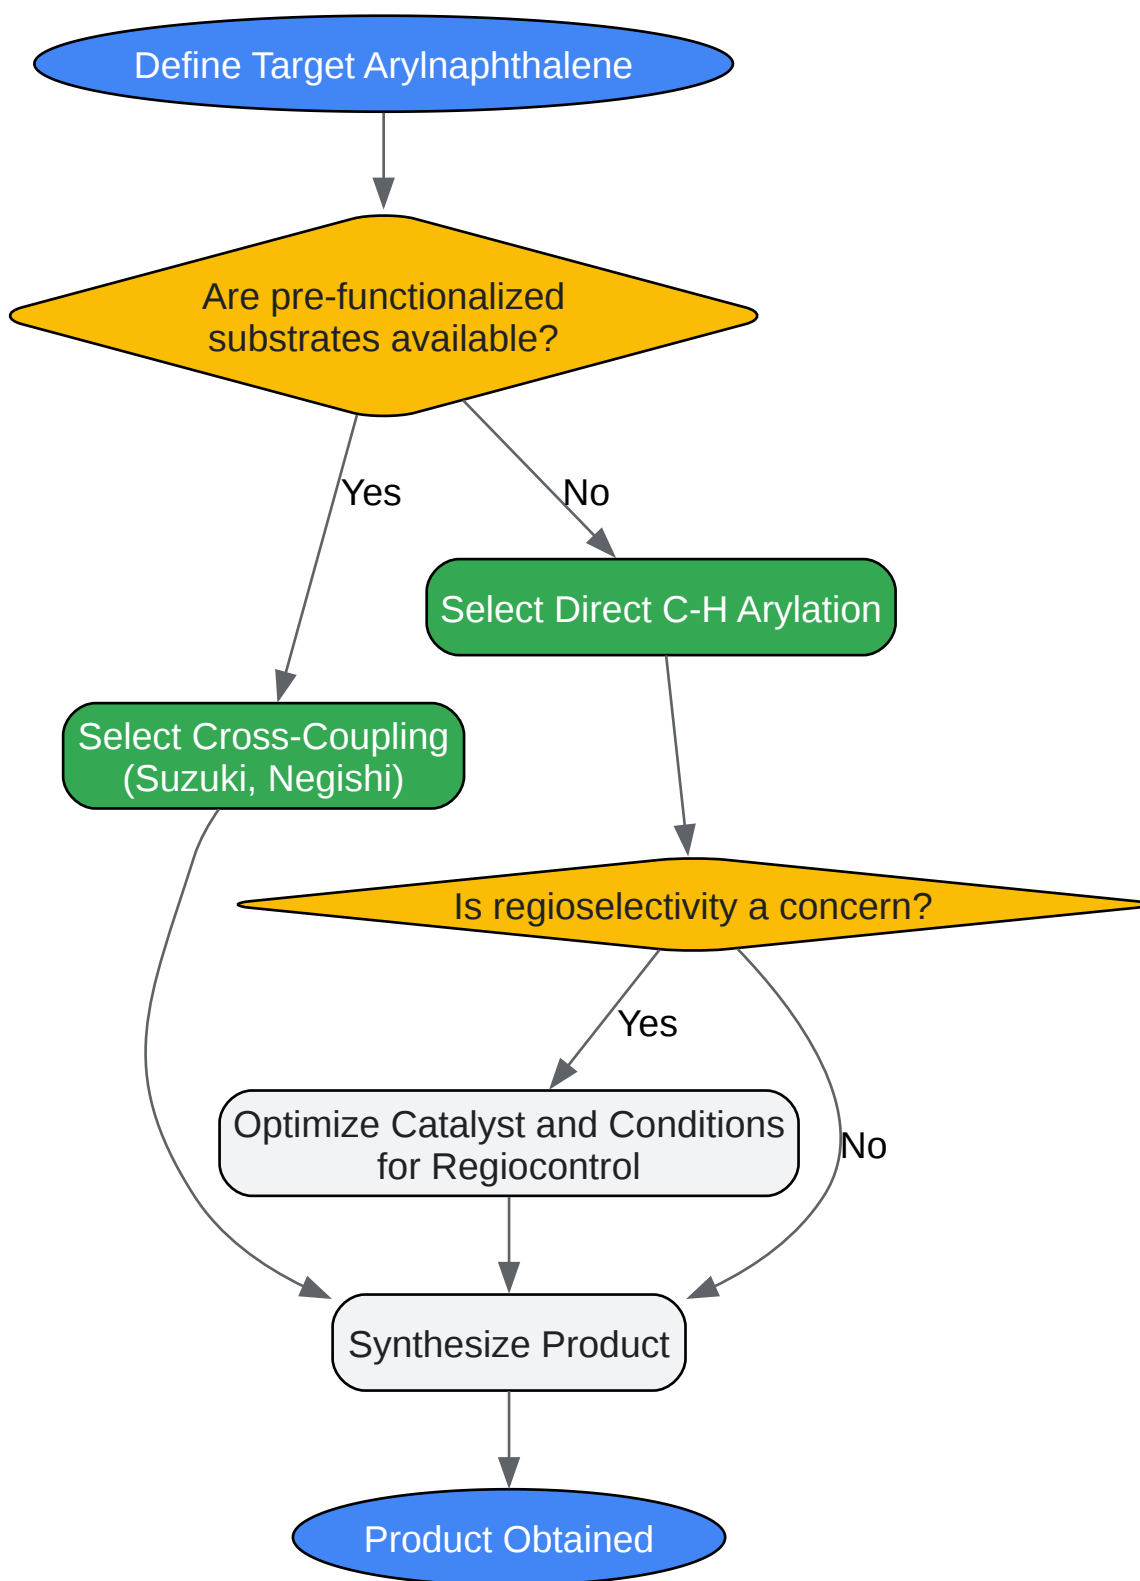 Define Target Arylnaphthalene
Are pre-functionalized
substrates available?
Yes
No
Select Direct C-H Arylation
Select Cross-Coupling
(Suzuki, Negishi)
Is regioselectivity a concern?
Yes
Optimize Catalyst and Conditions
for Regiocontrol
No
Synthesize Product
Product Obtained